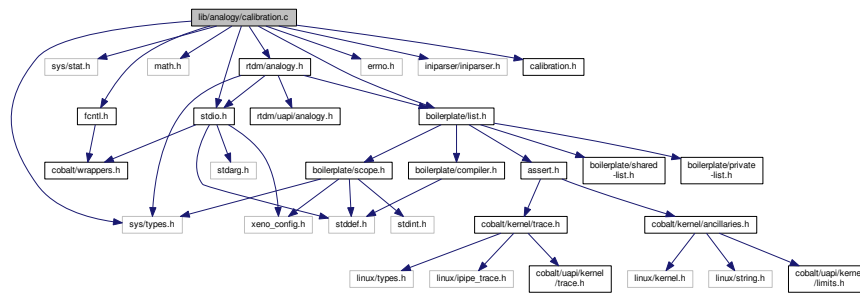 lib/analogy/calibration.c
sys/stat.h
math.h
rtdm/analogy.h
errno.h
iniparser/iniparser.h
calibration.h
fcntl.h
stdio.h
rtdm/uapi/analogy.h
boilerplate/list.h
cobalt/wrappers.h
stdarg.h
boilerplate/scope.h
boilerplate/compiler.h
assert.h
boilerplate/shared
-list.h
boilerplate/private
-list.h
sys/types.h
xeno_config.h
stddef.h
stdint.h
cobalt/kernel/trace.h
cobalt/kernel/ancillaries.h
linux/types.h
linux/ipipe_trace.h
cobalt/uapi/kernel
/trace.h
linux/kernel.h
linux/string.h
cobalt/uapi/kernel
/limits.h